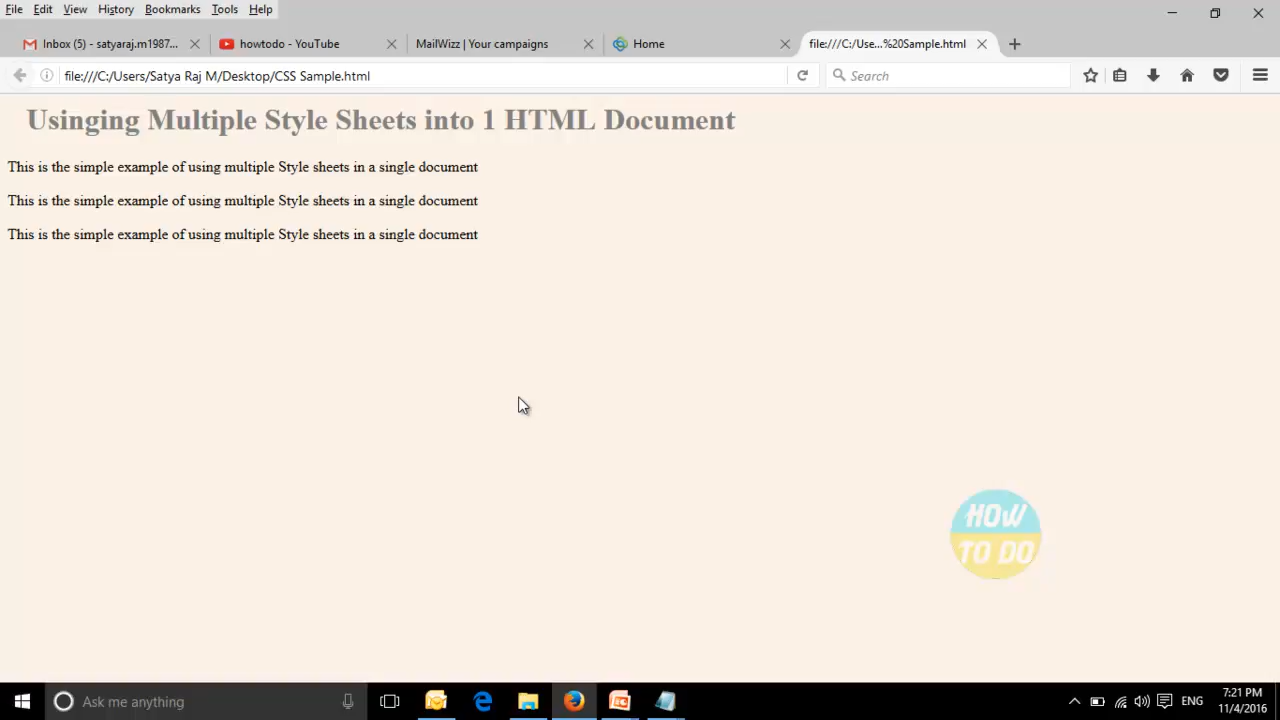 File Edit View History Bookmarks Tools Help
Inbox (5) - satyaraj.m1987... howtodo - YouTube MailWizz | Your campaigns Home file:///C:/Use...%20Sample.html
file:///C:/Users/Satya Raj M/Desktop/CSS Sample.html Search
Usinging Multiple Style Sheets into 1 HTML Document
This is the simple example of using multiple Style sheets in a single document
This is the simple example of using multiple Style sheets in a single document
This is the simple example of using multiple Style sheets in a single document
HOW
TO DO
Ask me anything ENG 7:21 PM
11/4/2016